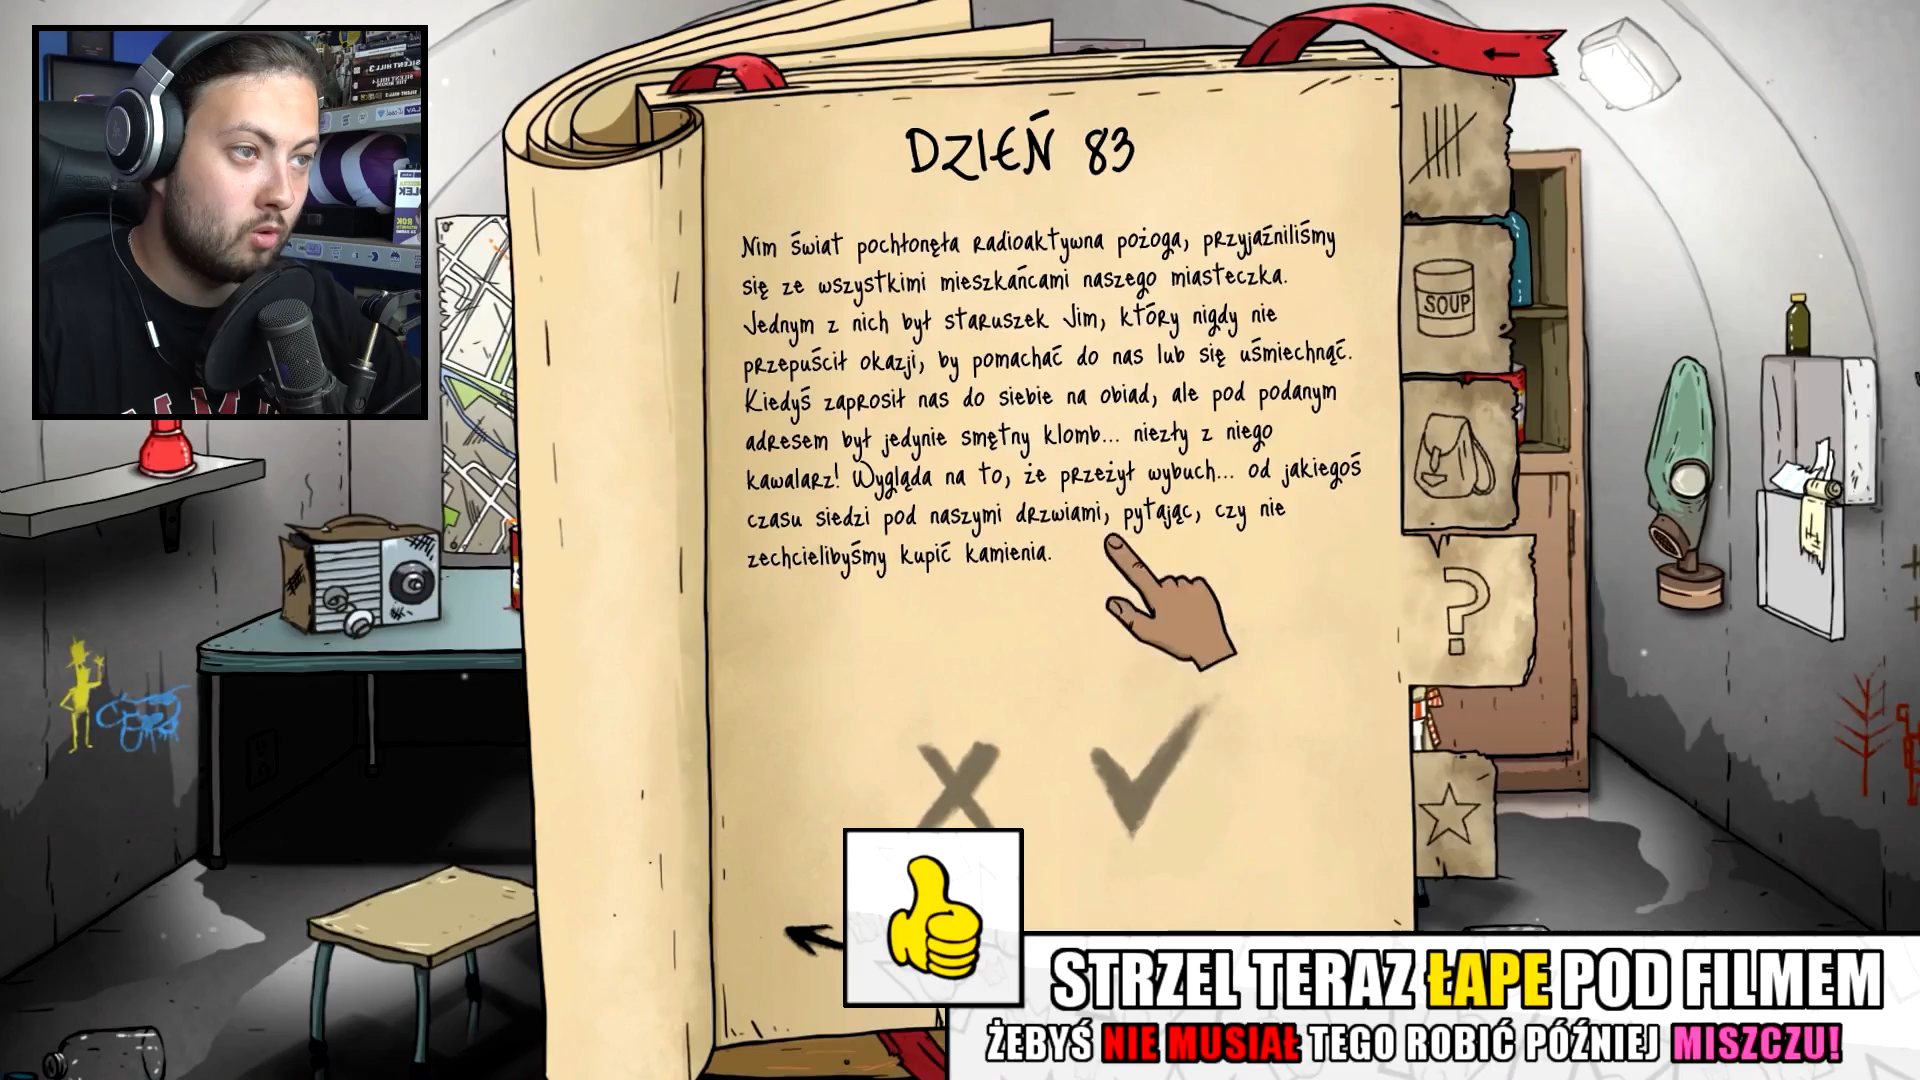 DZIEŃ 83
Nim świat pochłonęła radioaktywna pożoga, przyjaźniliśmy
się ze wszystkimi mieszkańcami naszego miasteczka.
Jednym z nich był staruszek Jim, który nigdy nie
przepuścił okazji, by pomachać do nas lub się uśmiechnąć.
Kiedyś zaprosił nas do siebie na obiad, ale pod podanym
adresem był jedynie smętny klomb... niezły z niego
kawalarz! Wygląda na to, że przeżył wybuch... od jakiegoś
czasu siedzi pod naszymi drzwiami, pytając, czy nie
zechcielibyśmy kupić kamienia.
SOUP
?
STRZEL TERAZ ŁAPE POD FILMEM
ŻEBYŚ NIE MUSIAŁ TEGO ROBIĆ PÓŹNIEJ MISZCZU!